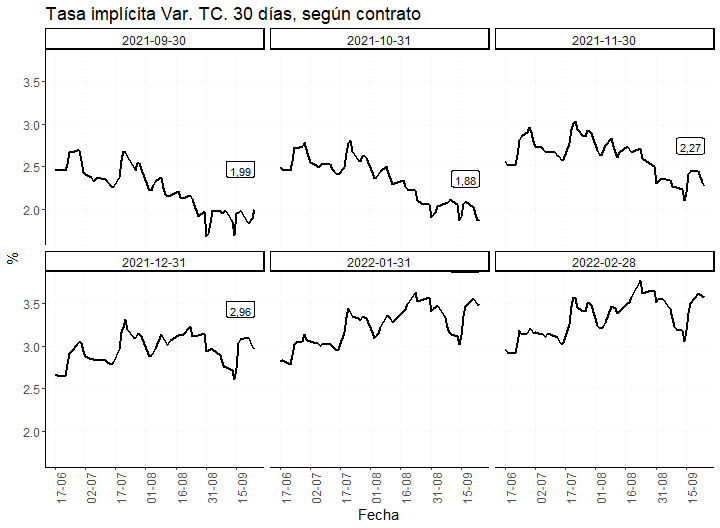 Tasa implícita Var. TC. 30 días, según contrato
2021-09-30 2021-10-31 2021-11-30
3.5
3.0
2.5
2.0
1,99 1,88 2,27
%
2021-12-31 2022-01-31 2022-02-28
3.5
3.0
2.5
2.0
2,96
17-06 02-07 17-07 01-08 16-08 31-08 15-09 17-06 02-07 17-07 01-08 16-08 31-08 15-09 17-06 02-07 17-07 01-08 16-08 31-08 15-09
Fecha